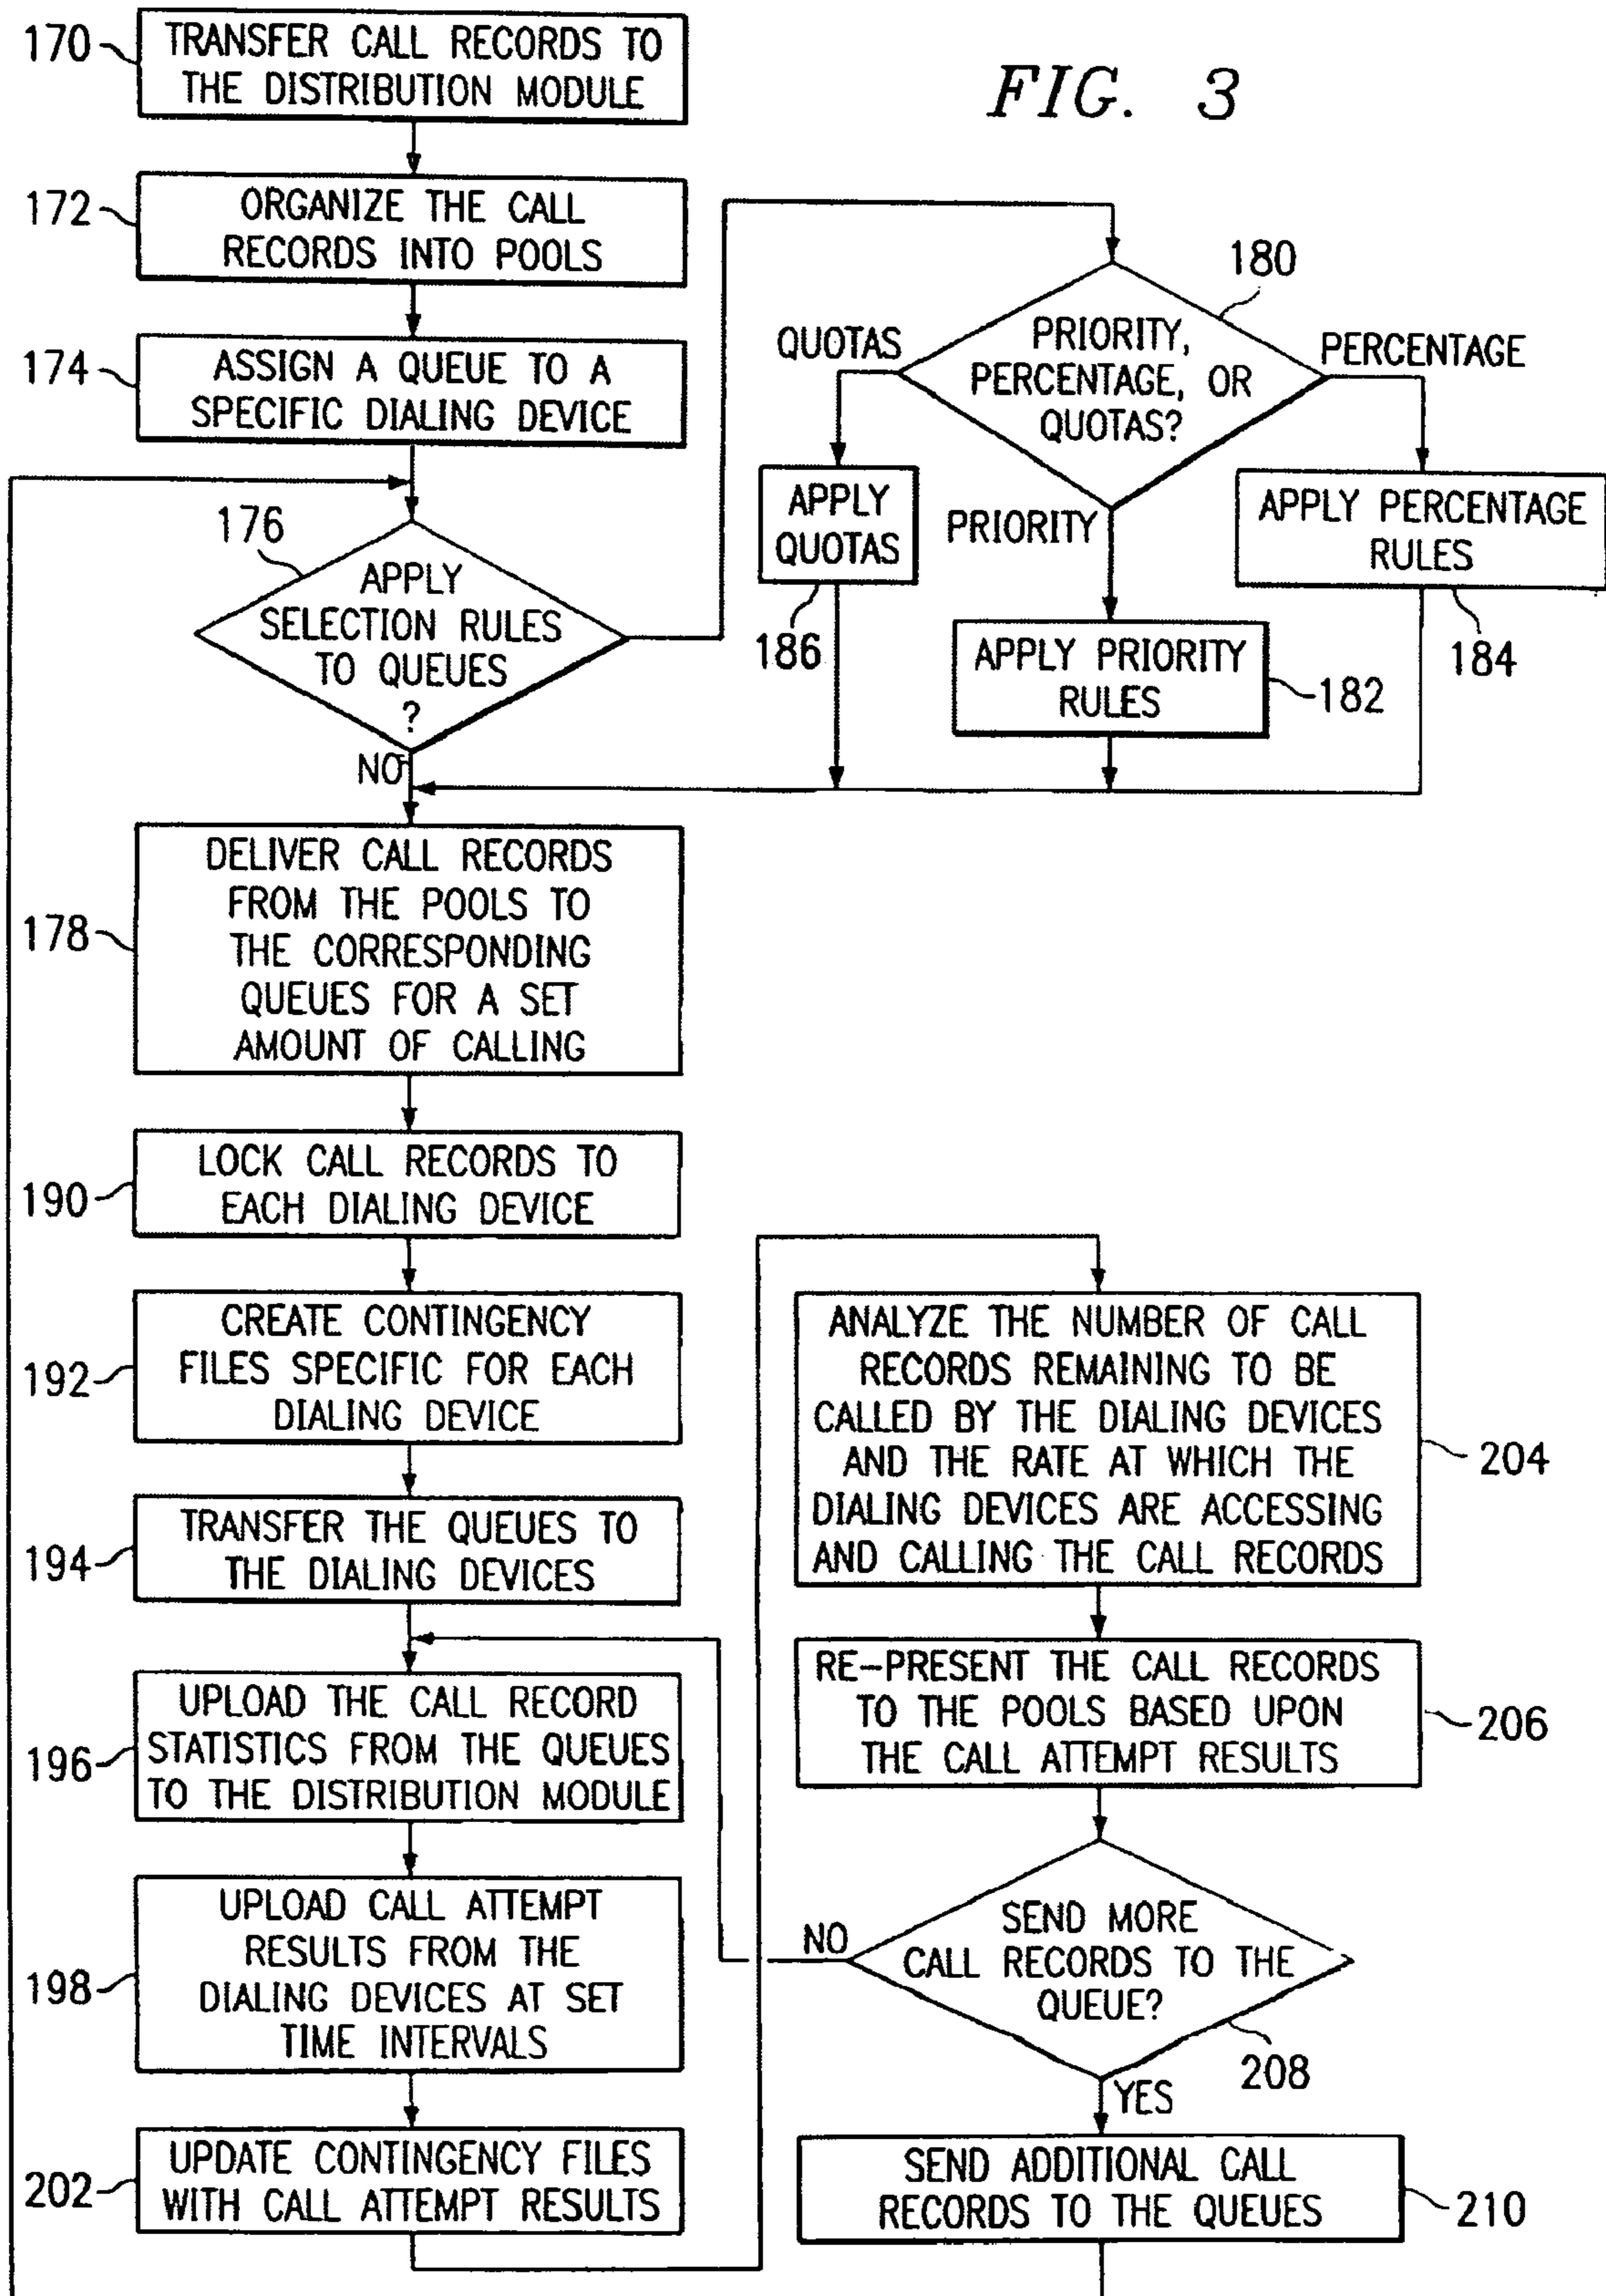 FIG. 3
170
TRANSFER CALL RECORDS TO
THE DISTRIBUTION MODULE
172
ORGANIZE THE CALL
RECORDS INTO POOLS
174
ASSIGN A QUEUE TO A
SPECIFIC DIALING DEVICE
176
APPLY
SELECTION RULES
TO QUEUES
?
NO
180
PRIORITY,
PERCENTAGE, OR
QUOTAS?
QUOTAS
PERCENTAGE
PRIORITY
APPLY
QUOTAS
186
APPLY PRIORITY
RULES
182
APPLY PERCENTAGE
RULES
184
178
DELIVER CALL RECORDS
FROM THE POOLS TO
THE CORRESPONDING
QUEUES FOR A SET
AMOUNT OF CALLING
190
LOCK CALL RECORDS TO
EACH DIALING DEVICE
192
CREATE CONTINGENCY
FILES SPECIFIC FOR EACH
DIALING DEVICE
194
TRANSFER THE QUEUES TO
THE DIALING DEVICES
196
UPLOAD THE CALL RECORD
STATISTICS FROM THE QUEUES
TO THE DISTRIBUTION MODULE
198
UPLOAD CALL ATTEMPT
RESULTS FROM THE
DIALING DEVICES AT SET
TIME INTERVALS
202
UPDATE CONTINGENCY FILES
WITH CALL ATTEMPT RESULTS
ANALYZE THE NUMBER OF CALL
RECORDS REMAINING TO BE
CALLED BY THE DIALING DEVICES
AND THE RATE AT WHICH THE
DIALING DEVICES ARE ACCESSING
AND CALLING THE CALL RECORDS
204
RE-PRESENT THE CALL RECORDS
TO THE POOLS BASED UPON
THE CALL ATTEMPT RESULTS
206
SEND MORE
CALL RECORDS TO THE
QUEUE?
NO
208
YES
SEND ADDITIONAL CALL
RECORDS TO THE QUEUES
210